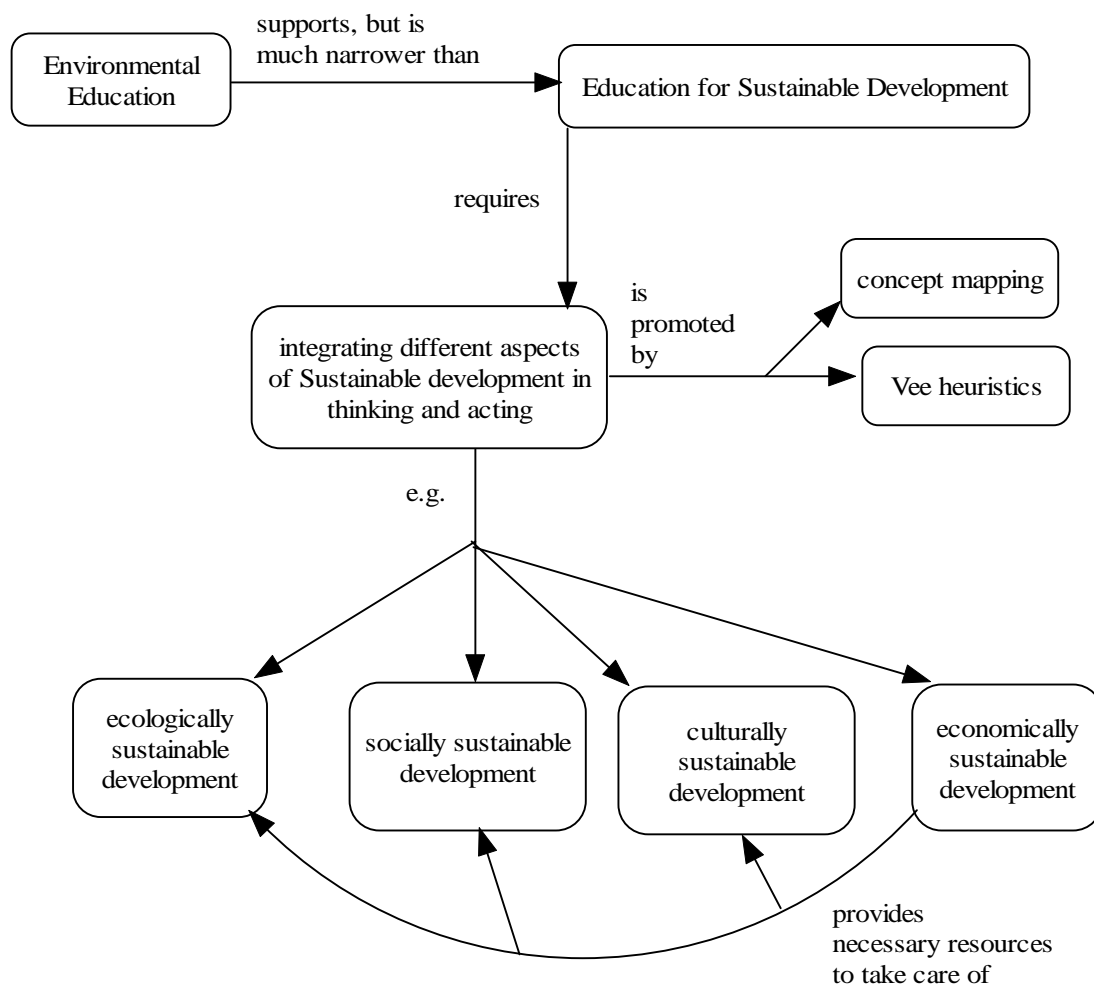 supports, but is
much narrower than
Environmental
Education
Education for Sustainable Development
requires
concept mapping
is
promoted
by
integrating different aspects
of Sustainable development in
thinking and acting
Vee heuristics
e.g.
ecologically
sustainable
development
socially sustainable
development
culturally
sustainable
development
economically
sustainable
development
provides
necessary resources
to take care of